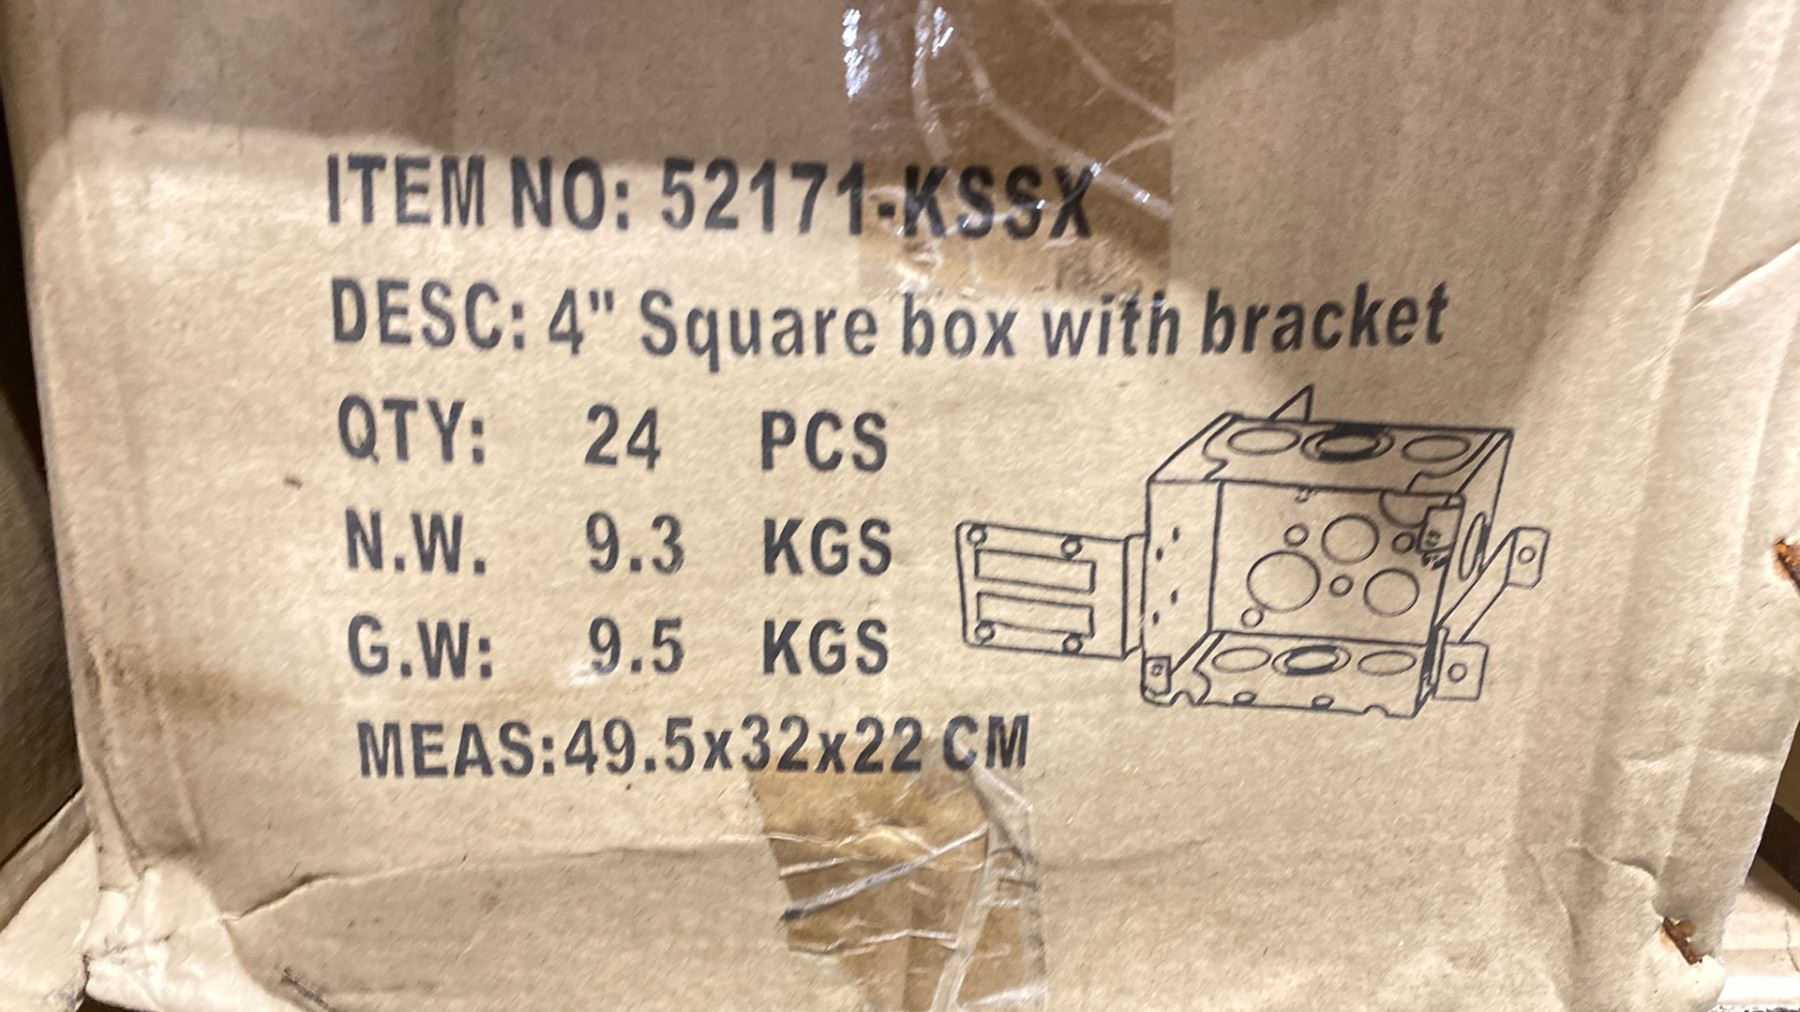 ITEM NO: 52171-KSSX
DESC: 4" Square box with bracket
QTY: 24 PCS
N.W. 9.3 KGS
G.W: 9.5 KGS
MEAS:49.5x32x22 CM